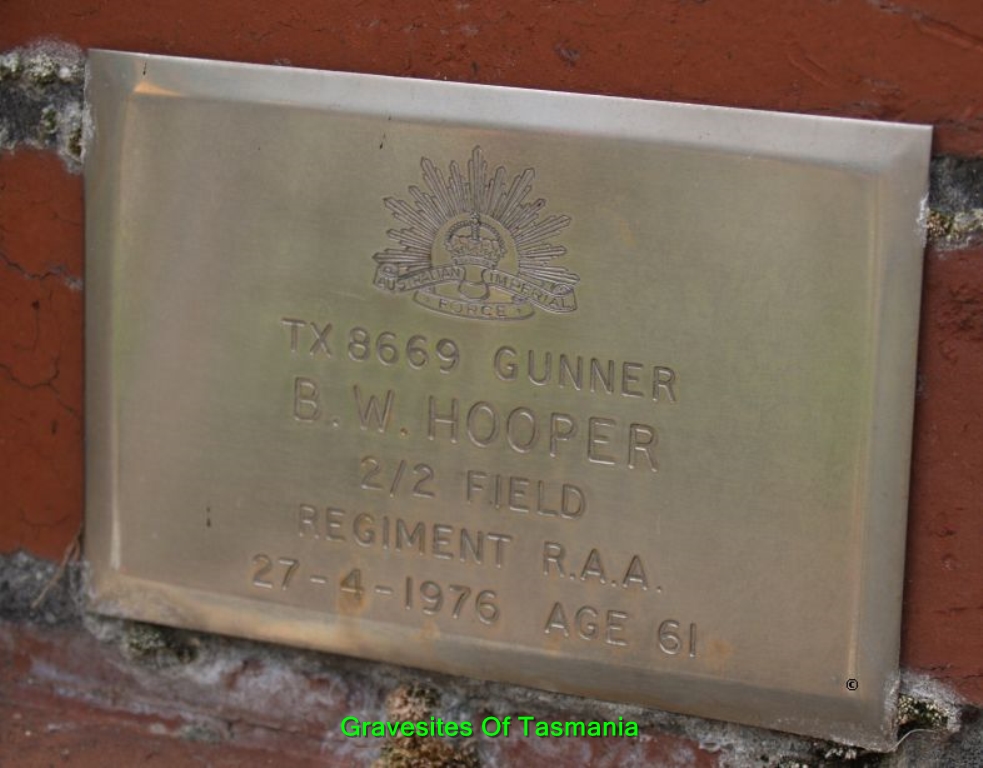 AUSTRALIAN IMPERIAL
FORCE
TX 8669 GUNNER
B. W. HOOPER
2/2 FIELD
REGIMENT R.A.A.
27-4-1976 AGE 61
©
Gravesites Of Tasmania